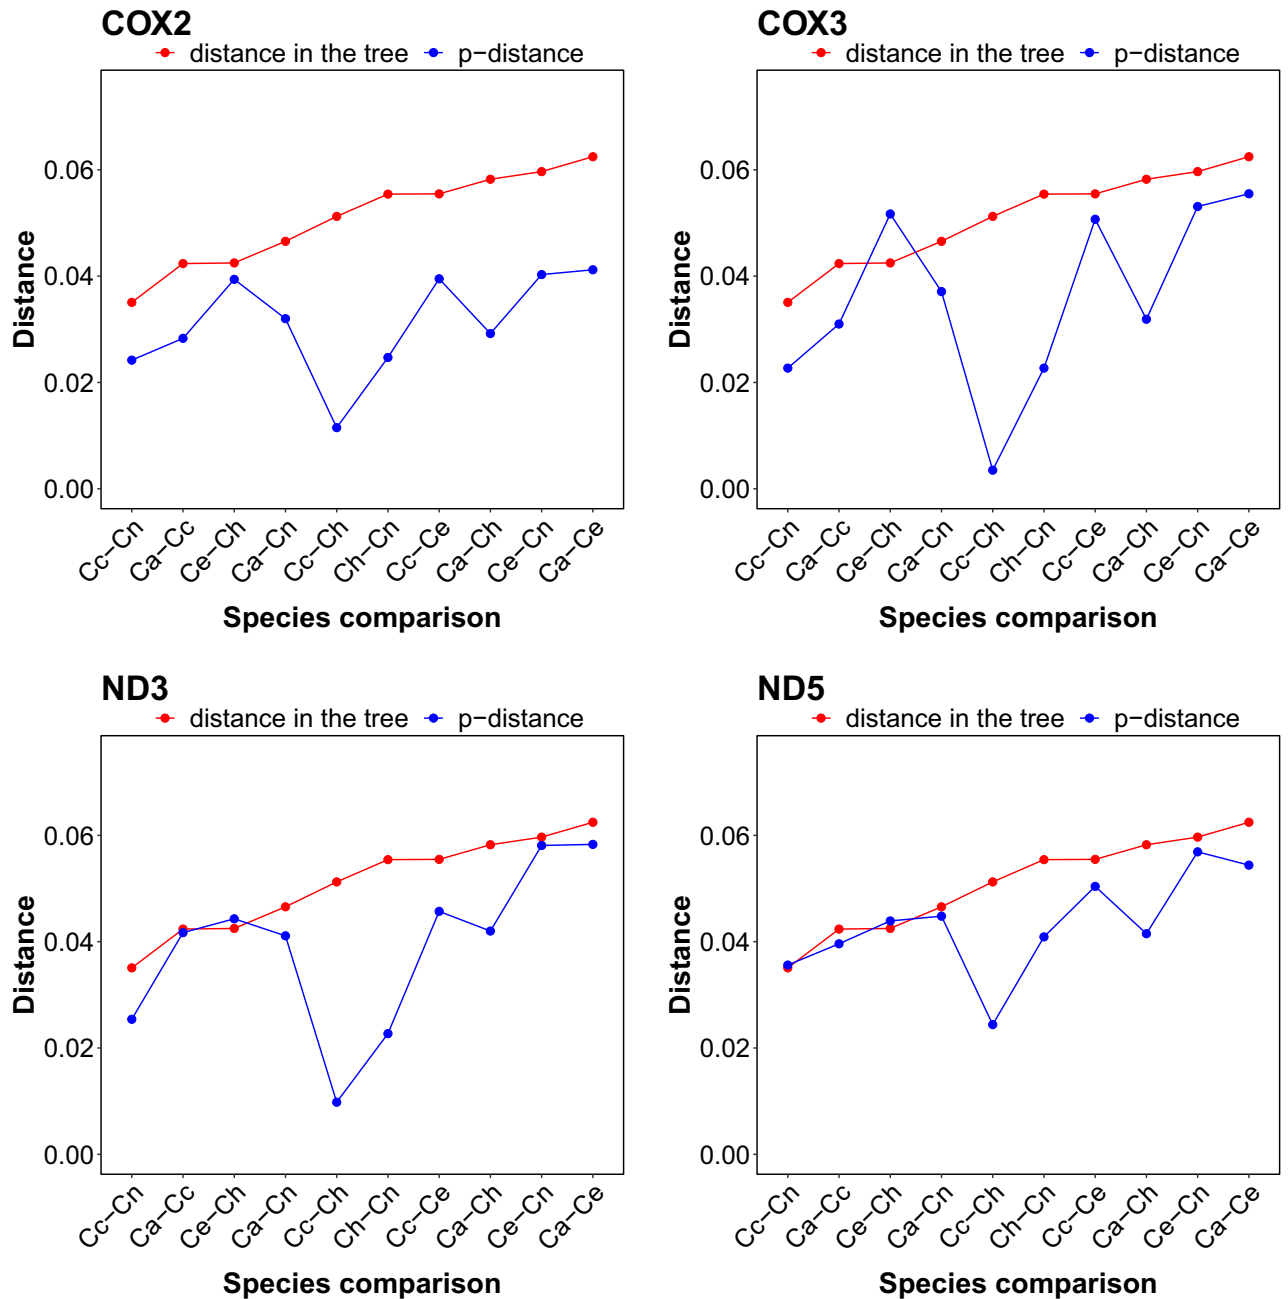 COX2
distance in the tree p−distance
Distance
0.06
0.04
0.02
0.00
Cc−Cn
Ca−Cc
Ce−Ch
Ca−Cn
Cc−Ch
Ch−Cn
Cc−Ce
Ca−Ch
Ce−Cn
Ca−Ce
Species comparison
COX3
distance in the tree p−distance
Distance
0.06
0.04
0.02
0.00
Cc−Cn
Ca−Cc
Ce−Ch
Ca−Cn
Cc−Ch
Ch−Cn
Cc−Ce
Ca−Ch
Ce−Cn
Ca−Ce
Species comparison
ND3
distance in the tree p−distance
Distance
0.06
0.04
0.02
0.00
Cc−Cn
Ca−Cc
Ce−Ch
Ca−Cn
Cc−Ch
Ch−Cn
Cc−Ce
Ca−Ch
Ce−Cn
Ca−Ce
Species comparison
ND5
distance in the tree p−distance
Distance
0.06
0.04
0.02
0.00
Cc−Cn
Ca−Cc
Ce−Ch
Ca−Cn
Cc−Ch
Ch−Cn
Cc−Ce
Ca−Ch
Ce−Cn
Ca−Ce
Species comparison